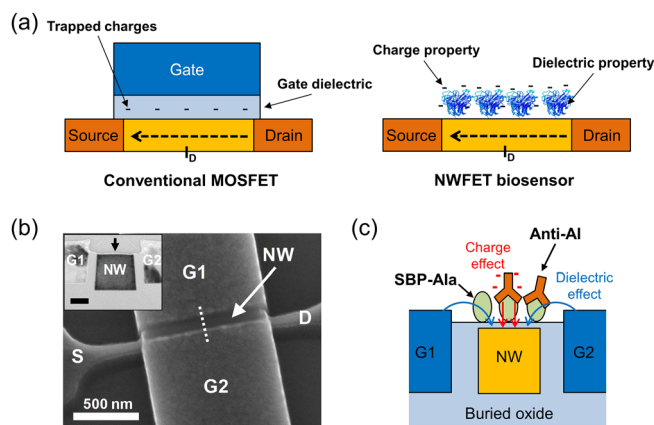 (a)
Trapped charges
Gate
Gate dielectric
Source
Drain
I_D
Conventional MOSFET
Charge property
Dielectric property
Source
Drain
I_D
NWFET biosensor
(b)
G1
NW
G2
G1
NW
S
D
G2
500 nm
(c)
Charge
effect
Anti-AI
SBP-Ala
Dielectric
effect
G1
NW
G2
Buried oxide